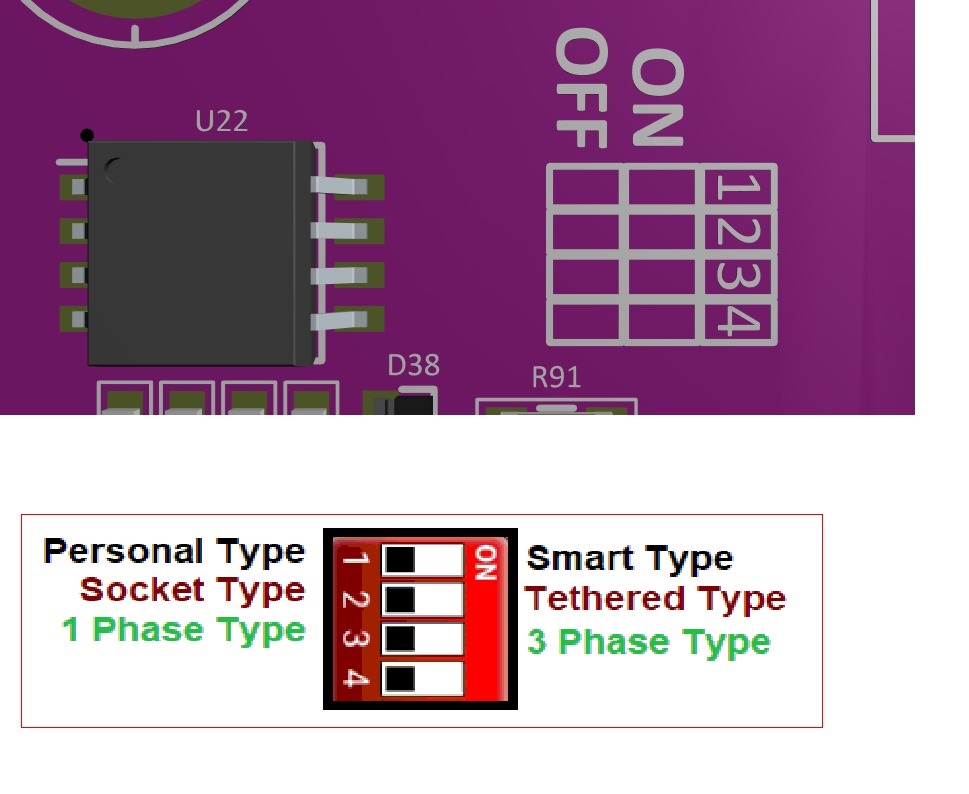 U22
OFF
ON
1
2
3
4
D38
R91
Personal Type
Socket Type
1 Phase Type
1
2
3
4
ON
Smart Type
Tethered Type
3 Phase Type